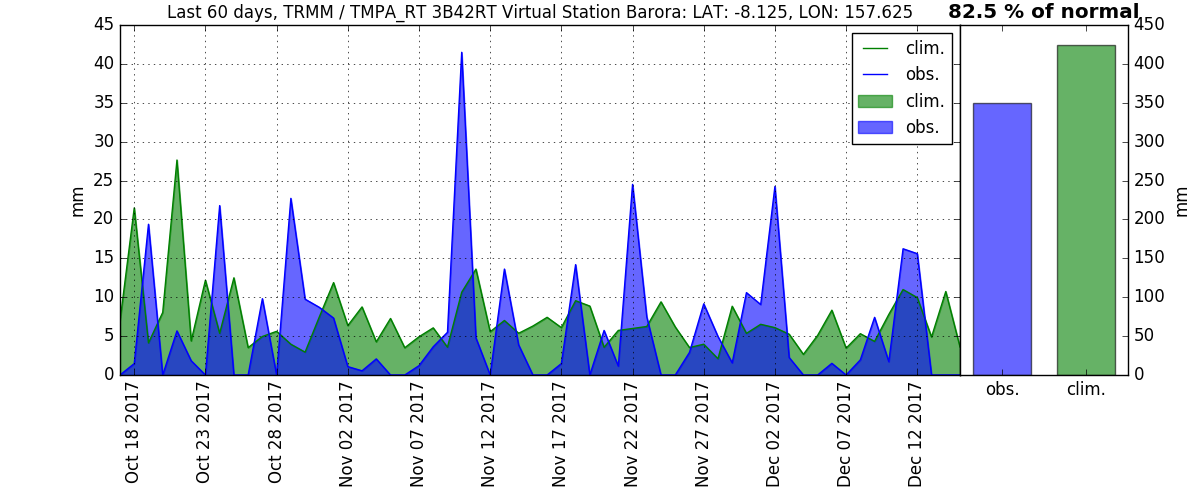 Last 60 days, TRMM / TMPA_RT 3B42RT Virtual Station Barora: LAT: -8.125, LON: 157.625
82.5 % of normal
45
40
35
30
25
20
15
10
5
0
mm
clim.
obs.
clim.
obs.
450
400
350
300
250
200
150
100
50
0
mm
Oct 18 2017
Oct 23 2017
Oct 28 2017
Nov 02 2017
Nov 07 2017
Nov 12 2017
Nov 17 2017
Nov 22 2017
Nov 27 2017
Dec 02 2017
Dec 07 2017
Dec 12 2017
obs.
clim.